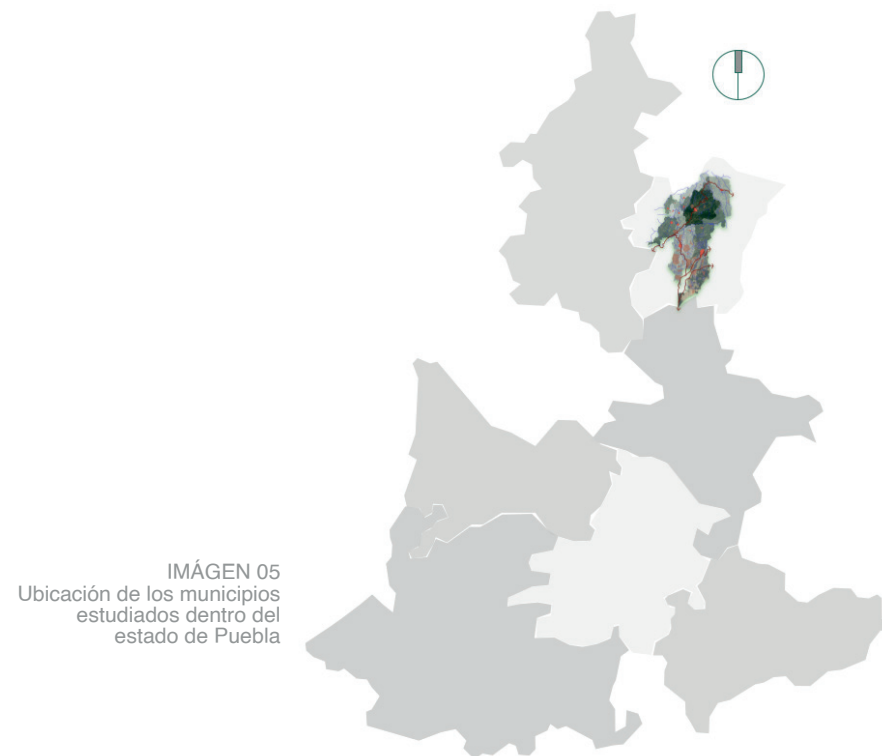 IMÁGEN 05
Ubicación de los municipios
estudiados dentro del
estado de Puebla